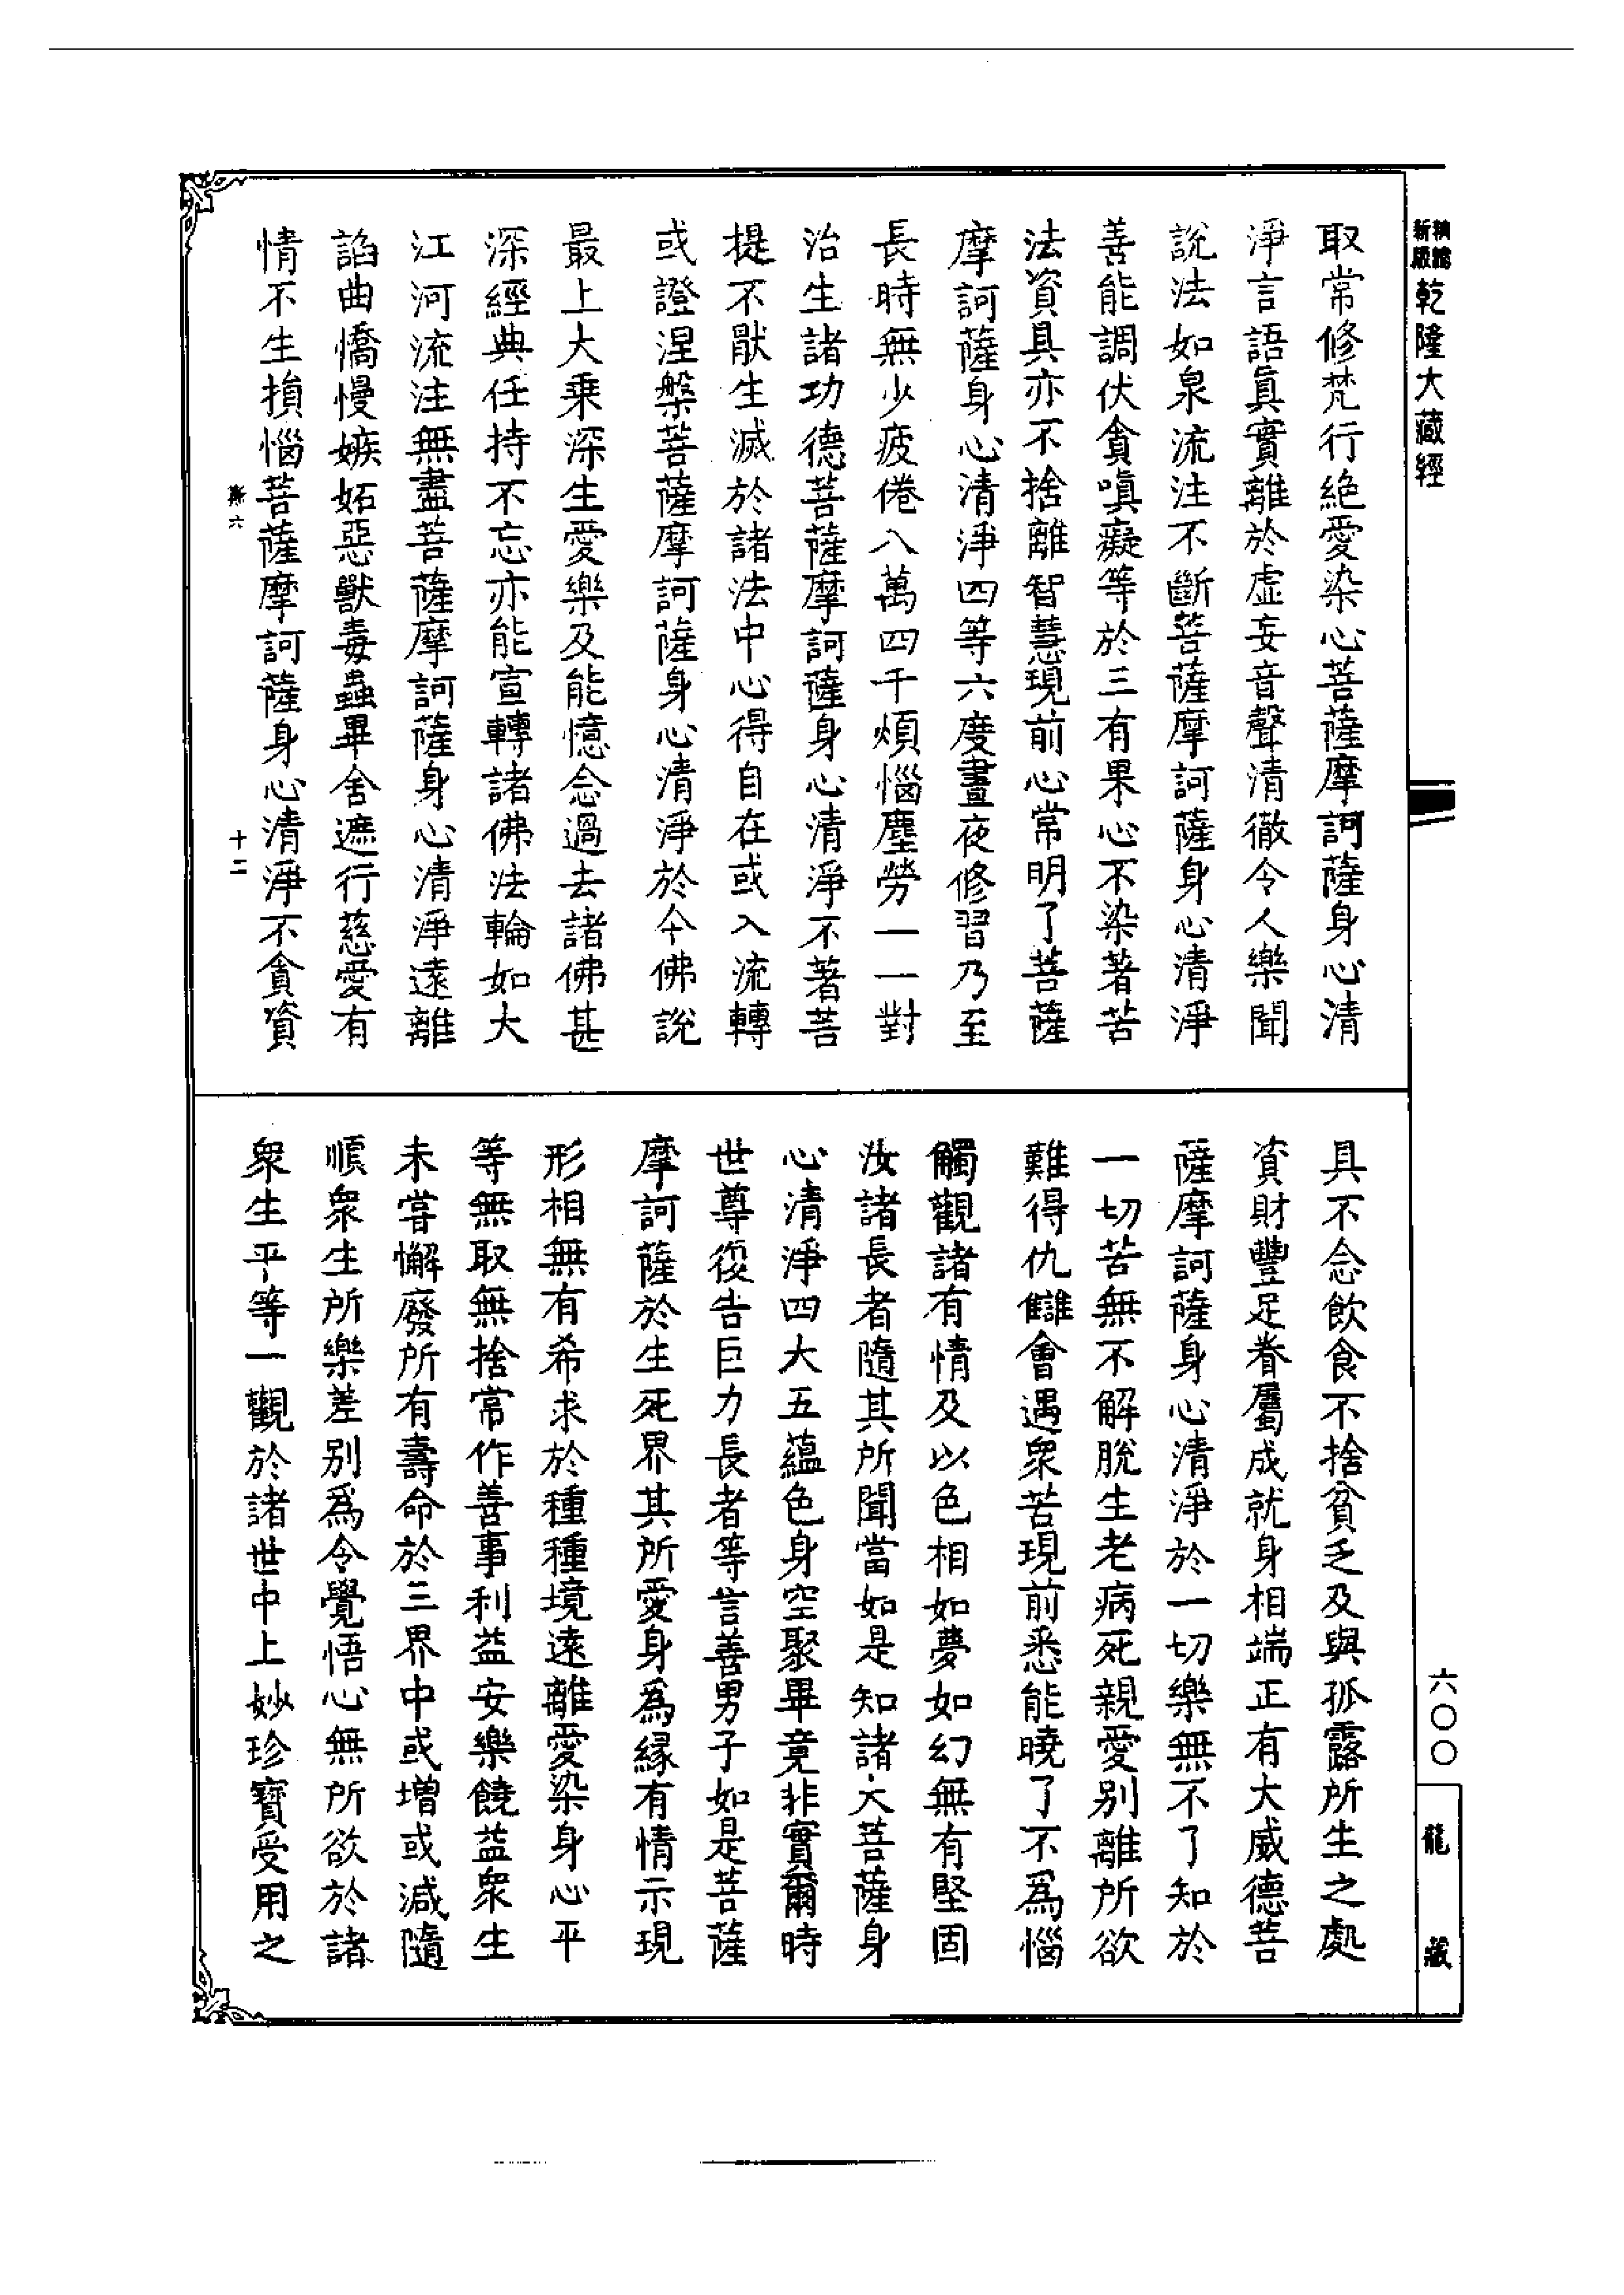 精繕新版 乾隆大藏經
取常修梵行絶愛染心菩薩摩訶薩身心清
淨言語眞實離於虛妄音聲清徹令人樂聞
說法如泉流注不斷菩薩摩訶薩身心清淨
善能調伏貪嗔癡等於三有果心不染著苦
法資具亦不捨離智慧現前心常明了菩薩
摩訶薩身心清淨四等六度晝夜修習乃至
長時無少疲倦八萬四千煩惱塵勞一一對
治生諸功德菩薩摩訶薩身心清淨不著菩
提不猒生滅於諸法中心得自在或入流轉
或證涅槃菩薩摩訶薩身心清淨於今佛說
最上大乘深生愛樂及能憶念過去諸佛甚
深經典任持不忘亦能宣轉諸佛法輪如大
江河流注無盡菩薩摩訶薩身心清淨遠離
諂曲憍慢嫉妬惡獸毒蟲畢舍遮行慈愛有
情不生損惱菩薩摩訶薩身心清淨不貪資
斯六 十二
具不念飲食不捨貧乏及與孤露所生之處
資財豐足眷屬成就身相端正有大威德菩
薩摩訶薩身心清淨於一切樂無不了知於
一切苦無不解脫生老病死親愛別離所欲
難得仇讎會遇衆苦現前悉能曉了不爲惱
觸觀諸有情及以色相如夢如幻無有堅固
汝諸長者隨其所聞當如是知諸大菩薩身
心清淨四大五蘊色身空聚畢竟非實爾時
世尊復告巨力長者等言善男子如是菩薩
摩訶薩於生死界其所愛身爲緣有情示現
形相無有希求於種種境遠離愛染身心平
等無取無捨常作善事利益安樂饒益衆生
未嘗懈廢所有壽命於三界中或增或減隨
順衆生所樂差別爲令覺悟心無所欲於諸
衆生平等一觀於諸世中上妙珍寶受用之
六〇〇
龍藏